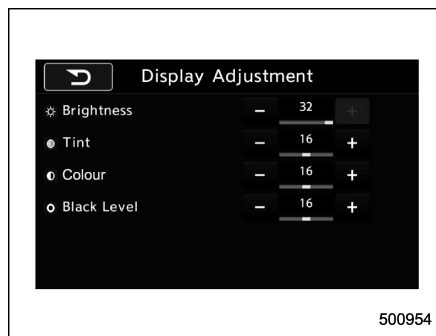 Display Adjustment
Brightness − 32 +
Tint − 16 +
Colour − 16 +
Black Level − 16 +
500954